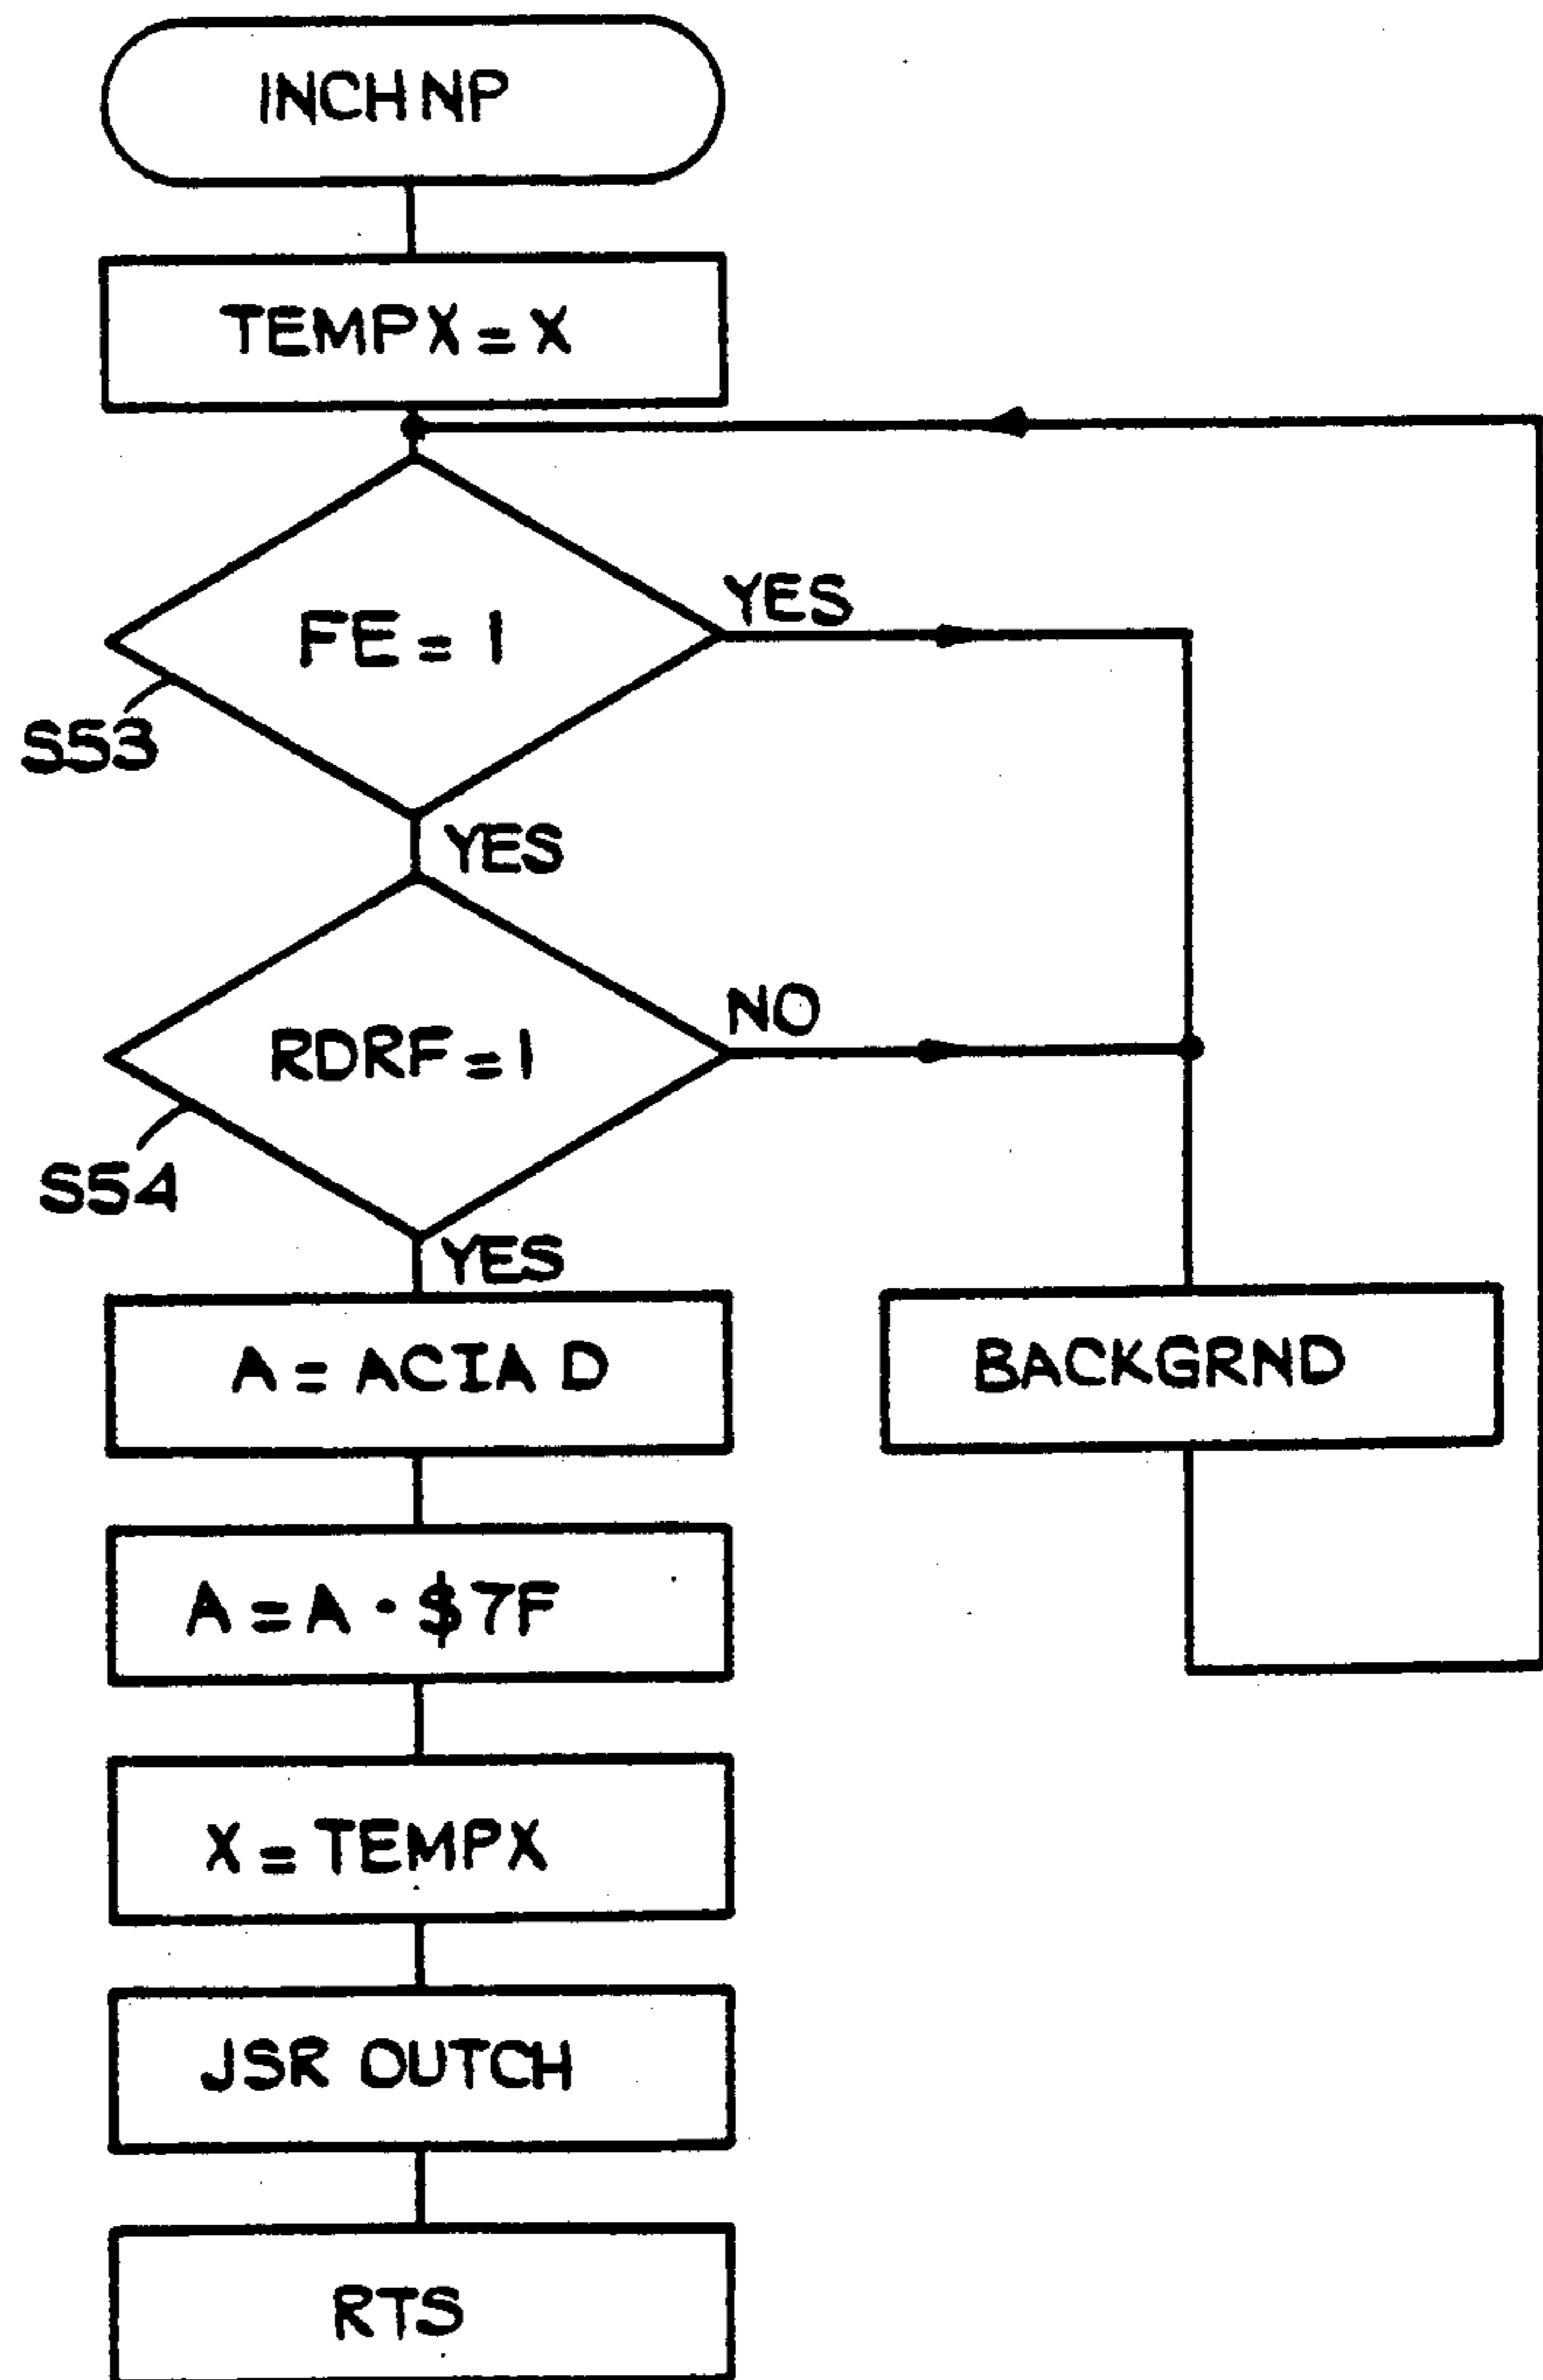 INCHNP
TEMPX = X
FE = 1
YES
S53
YES
RDRF = 1
NO
S54
YES
A = ACIA D
BACKGRND
A = A • $7F
X = TEMPX
JSR OUTCH
RTS